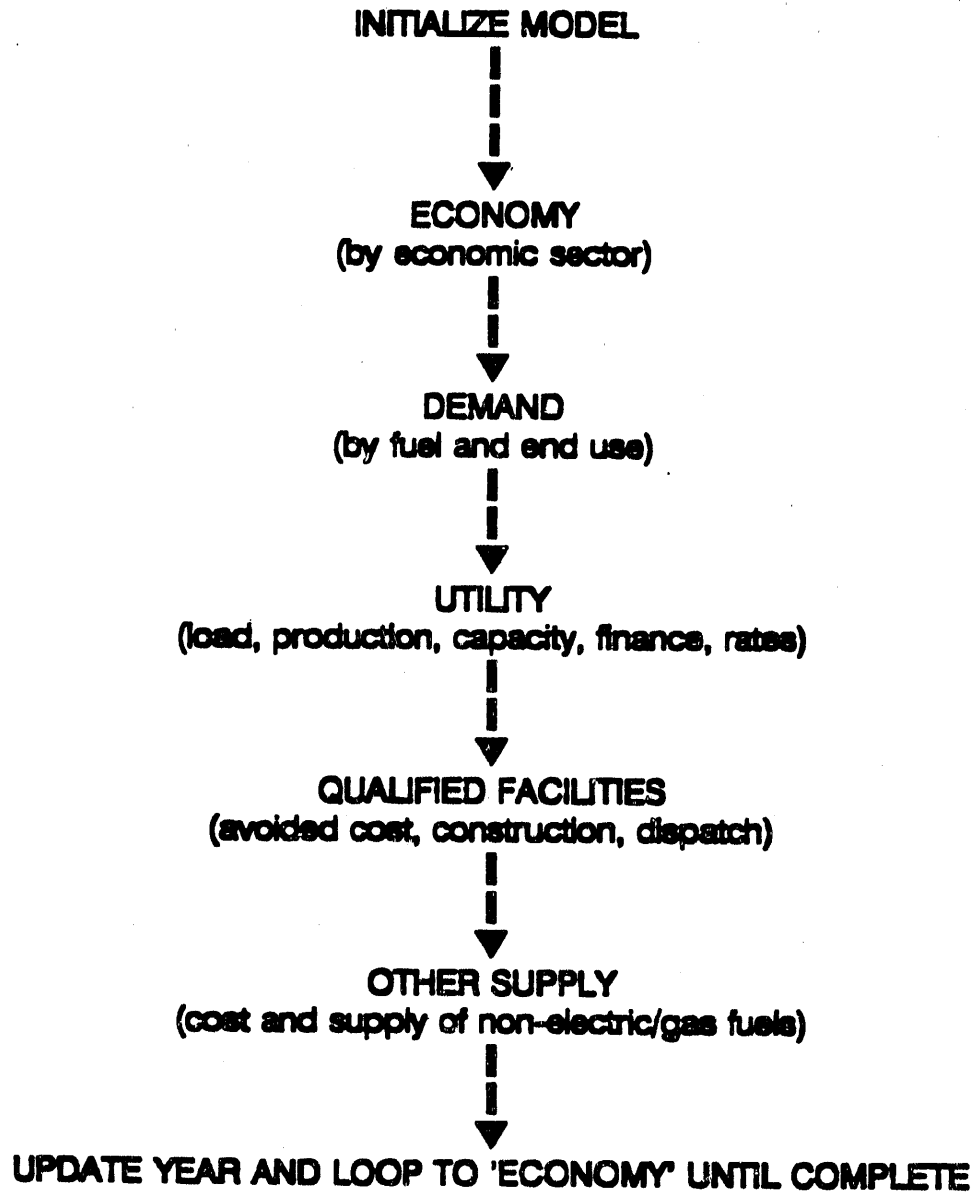 INITIALIZE MODEL
ECONOMY
(by economic sector)
DEMAND
(by fuel and end use)
UTILITY
(load, production, capacity, finance, rates)
QUALIFIED FACILITIES
(avoided cost, construction, dispatch)
OTHER SUPPLY
(cost and supply of non-electric/gas fuels)
UPDATE YEAR AND LOOP TO 'ECONOMY' UNTIL COMPLETE